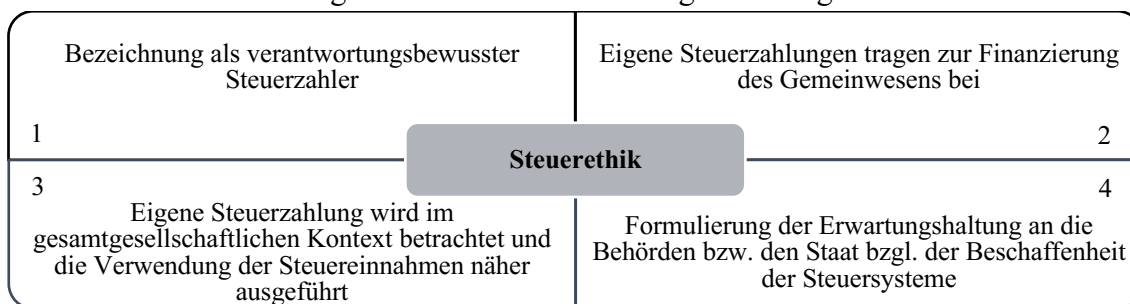 Bezeichnung als verantwortungsbewusster
Steuerzahler
1
Eigene Steuerzahlungen tragen zur Finanzierung
des Gemeinwesens bei
2
Steuerethik
3
Eigene Steuerzahlung wird im
gesamtgesellschaftlichen Kontext betrachtet und
die Verwendung der Steuereinnahmen näher
ausgeführt
4
Formulierung der Erwartungshaltung an die
Behörden bzw. den Staat bzgl. der Beschaffenheit
der Steuersysteme